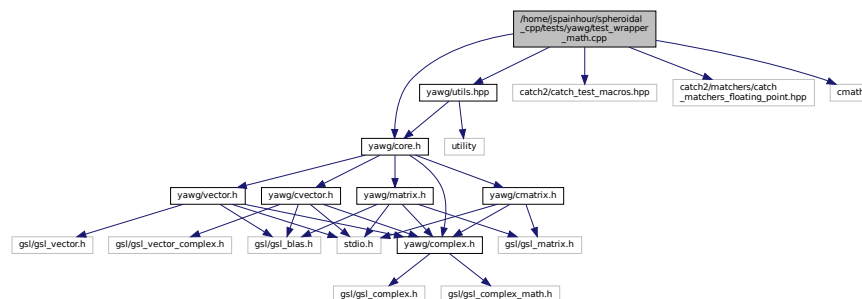 /home/jspainhour/spheroidal
_cpp/tests/yawg/test_wrapper
_math.cpp
yawg/utils.hpp
catch2/catch_test_macros.hpp
catch2/matchers/catch
_matchers_floating_point.hpp
cmath
yawg/core.h
utility
yawg/vector.h
yawg/cvector.h
yawg/matrix.h
yawg/cmatrix.h
gsl/gsl_vector.h
gsl/gsl_vector_complex.h
gsl/gsl_blas.h
stdio.h
yawg/complex.h
gsl/gsl_matrix.h
gsl/gsl_complex.h
gsl/gsl_complex_math.h